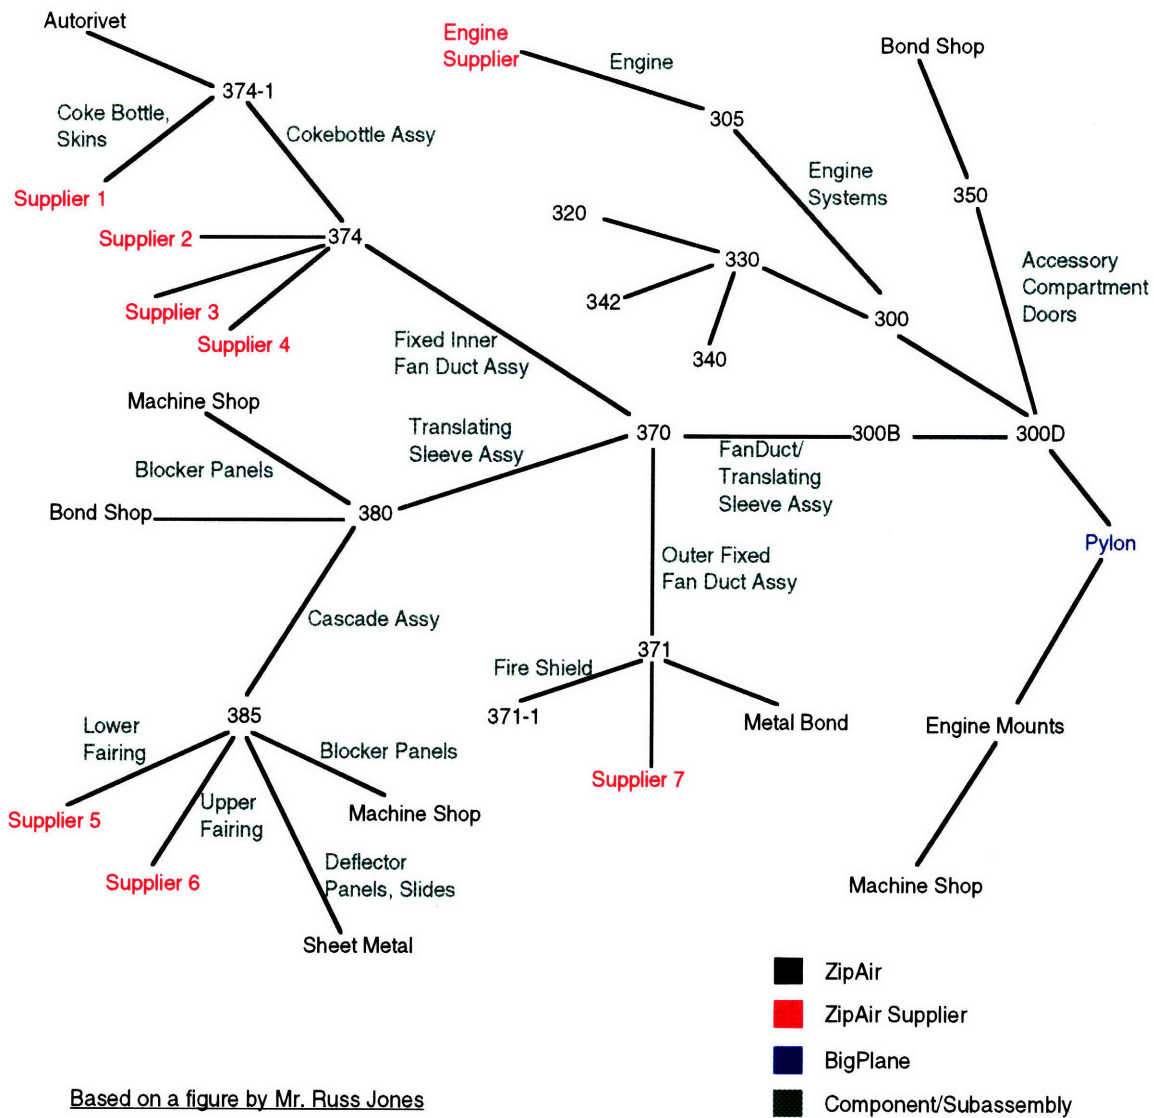 Autorivet
Engine
Supplier
Engine
Bond Shop
374-1
305
Coke Bottle,
Skins
Cokebottle Assy
Engine
Systems
Supplier 1
350
320
Supplier 2
374
330
Accessory
Compartment
Doors
342
Supplier 3
300
Supplier 4
340
Fixed Inner
Fan Duct Assy
Machine Shop
Translating
Sleeve Assy
370
300B
300D
FanDuct/
Translating
Sleeve Assy
Blocker Panels
Bond Shop
380
Pylon
Outer Fixed
Fan Duct Assy
Cascade Assy
371
Fire Shield
371-1
Metal Bond
385
Lower
Fairing
Blocker Panels
Engine Mounts
Supplier 7
Supplier 5
Upper
Fairing
Machine Shop
Supplier 6
Deflector
Panels, Slides
Machine Shop
Sheet Metal
ZipAir
ZipAir Supplier
BigPlane
Component/Subassembly
Based on a figure by Mr. Russ Jones